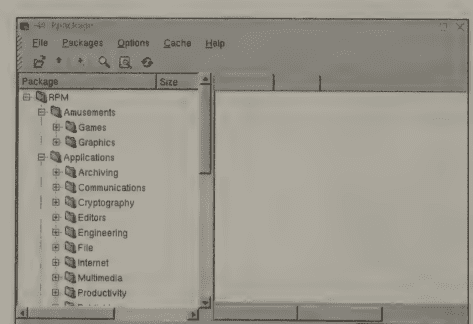 File Packages Options Cache Help
Package Size
RPM
Amusements
Games
Graphics
Applications
Archiving
Communications
Cryptography
Editors
Engineering
File
Internet
Multimedia
Productivity